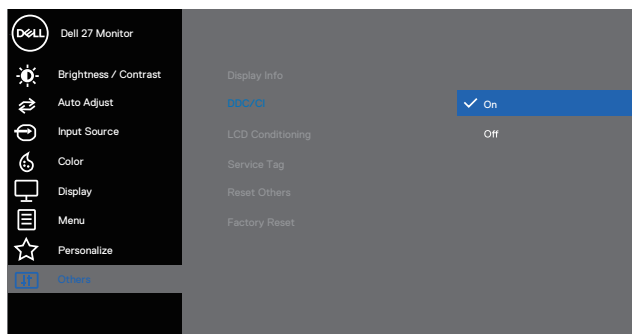 DELL
Dell 27 Monitor
Brightness / Contrast
Auto Adjust
Input Source
Color
Display
Menu
Personalize
Others
Display Info
DDC/CI
LCD Conditioning
Service Tag
Reset Others
Factory Reset
On
Off